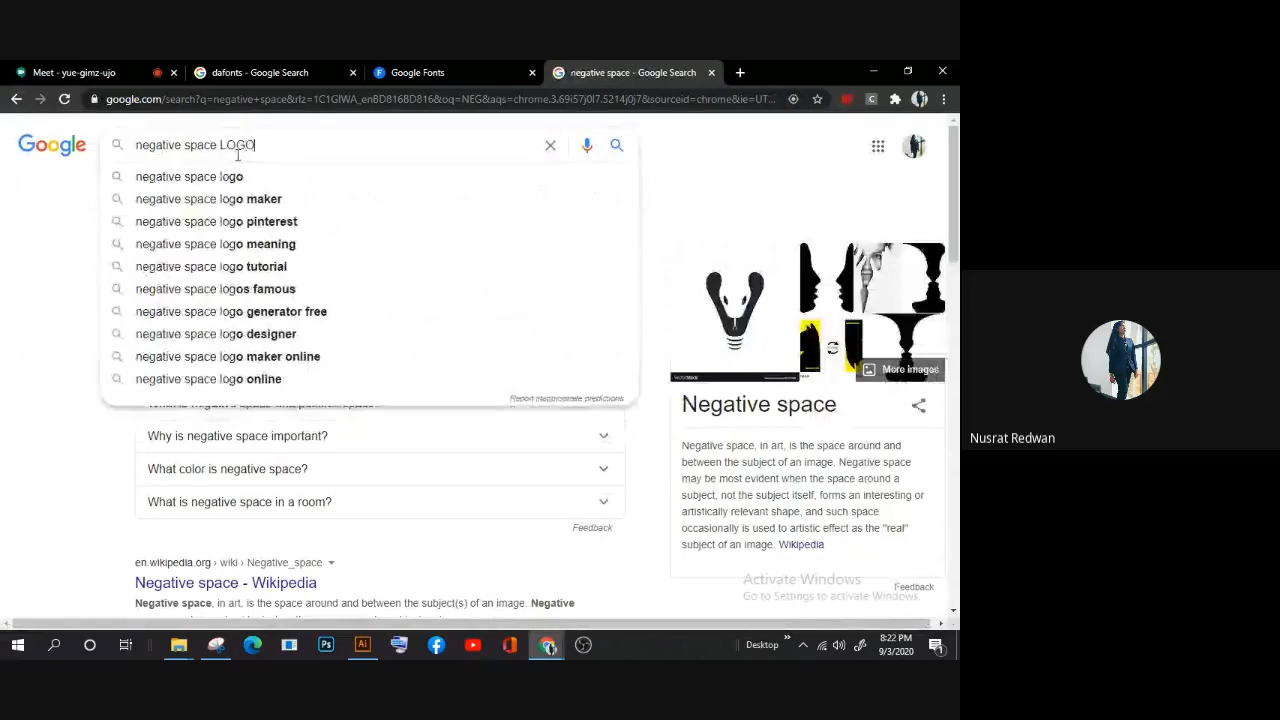 Meet - yue-gimz-ujo
dafonts - Google Search
Google Fonts
negative space - Google Search
google.com/search?q=negative+space&rlz=1C1GIWA_enBD816BD816&oq=NEG&aqs=chrome.3.69i57j0l7.5214j0j7&sourceid=chrome&ie=UT...
Google
negative space LOGO
negative space logo
negative space logo maker
negative space logo pinterest
negative space logo meaning
negative space logo tutorial
negative space logos famous
negative space logo generator free
negative space logo designer
negative space logo maker online
negative space logo online
Report inappropriate predictions
Why is negative space important?
What color is negative space?
What is negative space in a room?
Feedback
en.wikipedia.org › wiki › Negative_space
Negative space - Wikipedia
Negative space, in art, is the space around and between the subject(s) of an image. Negative
More images
Negative space
Negative space, in art, is the space around and
between the subject of an image. Negative space
may be most evident when the space around a
subject, not the subject itself, forms an interesting or
artistically relevant shape, and such space
occasionally is used to artistic effect as the "real"
subject of an image. Wikipedia
Feedback
Activate Windows
Go to Settings to activate Windows.
Ps
Ai
Desktop
8:22 PM
9/3/2020
1
Nusrat Redwan